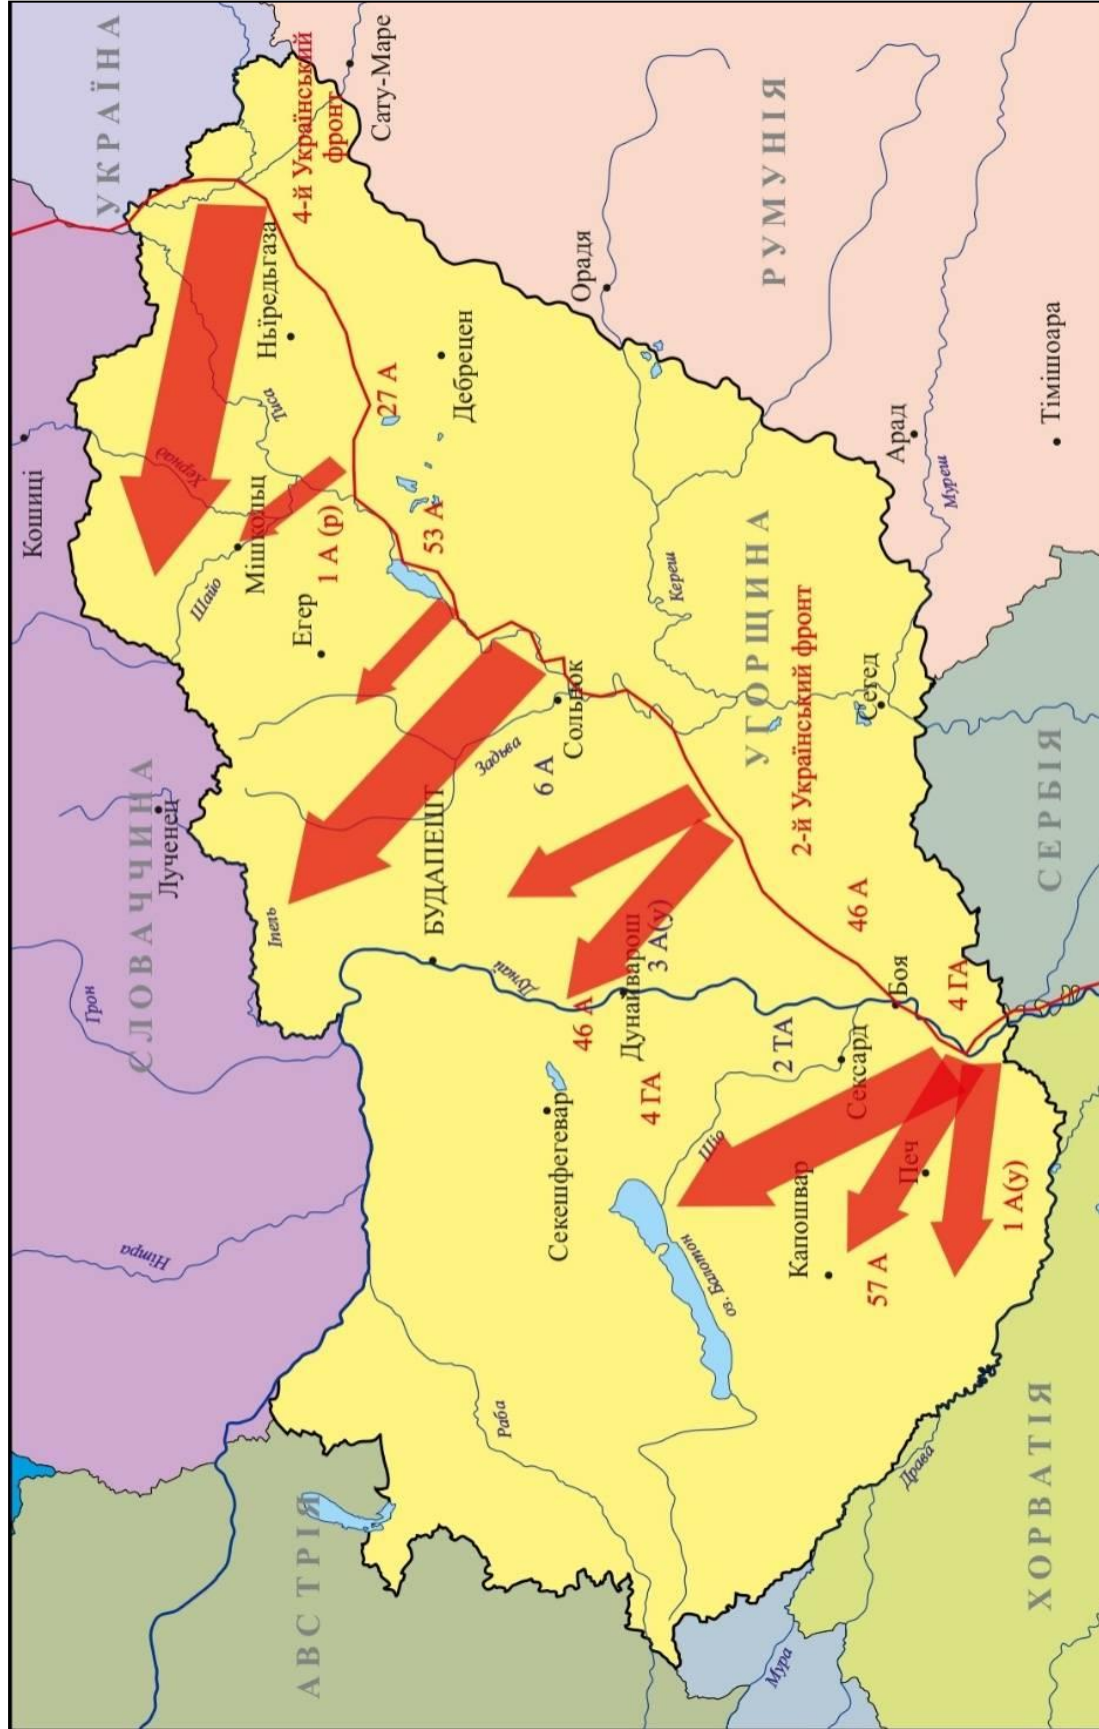 СЛОВАЧЧИНА
УКРАЇНА
Кошиці
Лученец
Грон
Нітра
Іпель
Шайо
Хернад
Тиса
Мішкольц
Егер
1 А (р)
Ньїредьгаза
4-й Український
фронт
Сату-Маре
27 А
53 А
Дебрецен
АВСТРІЯ
Раба
БУДАПЕШТ
Задьва
Сольнок
6 А
Дунай
Секешфегевар
46 А
Дунайварош
3 А(у)
4 ГА
Орадя
Кереш
РУМУНІЯ
УГОРЩИНА
2-й Український фронт
оз. Балотон
Шіо
2 ТА
Капошвар
Сексард
57 А
Печ
Боя
46 А
4 ГА
1 А(у)
Сегед
Арад
Муреш
Тімішоара
Мура
Драва
ХОРВАТІЯ
СЕРБІЯ